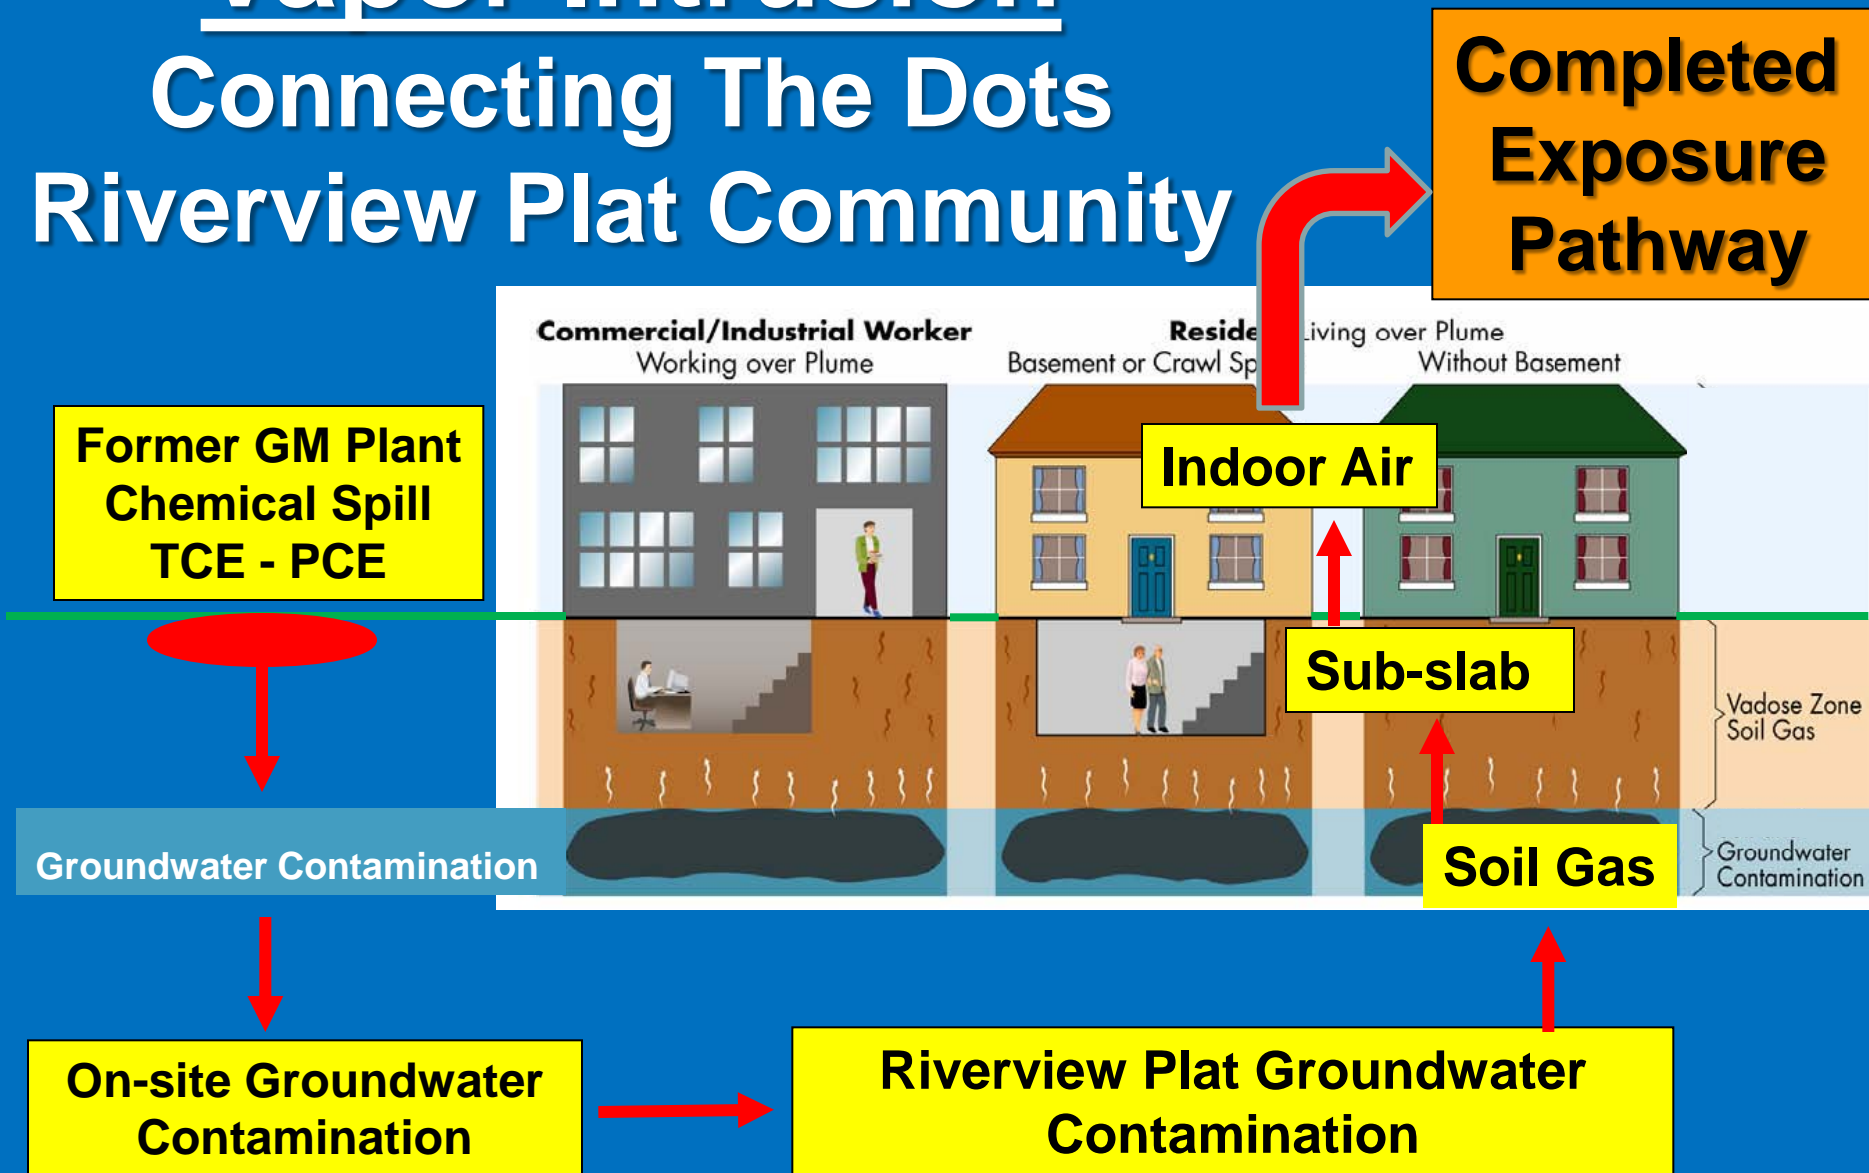 Vapor Intrusion
Connecting The Dots
Riverview Plat Community
Completed
Exposure
Pathway
Commercial/Industrial Worker
Working over Plume
Living over Plume
Basement or Crawl
Without Basement
Former GM Plant
Chemical Spill
TCE - PCE
Indoor Air
Sub-slab
Vadose Zone
Soil Gas
Groundwater Contamination
Soil Gas
Groundwater
Contamination
On-site Groundwater
Contamination
Riverview Plat Groundwater
Contamination